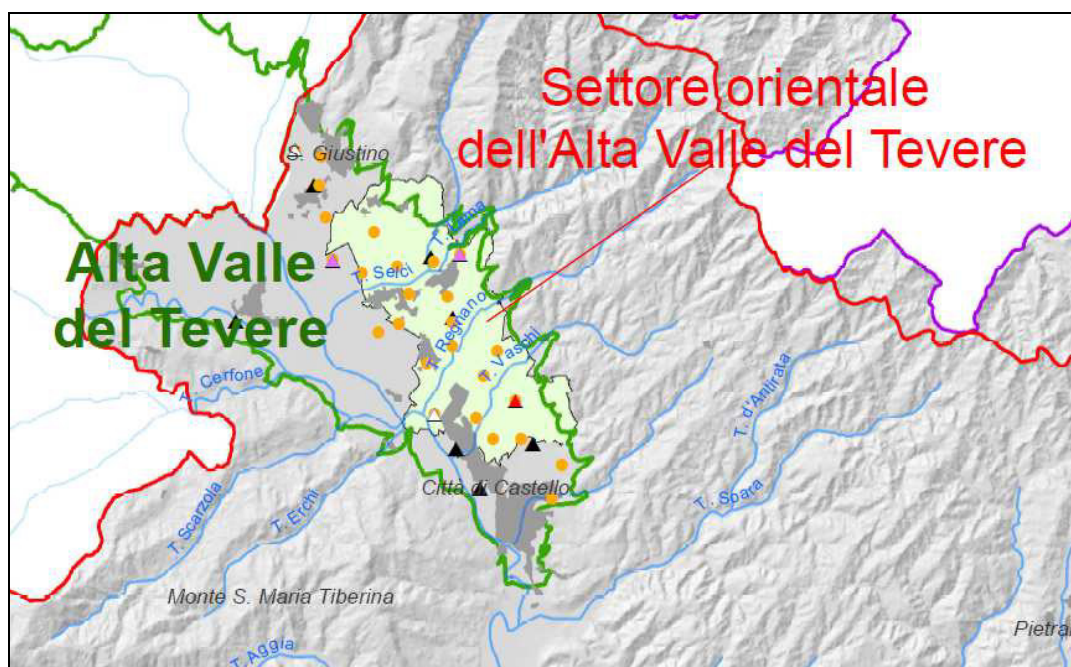 Settore orientale
dell'Alta Valle del Tevere
S. Giustino
T. Lama
Alta Valle
del Tevere
T. Selci
T. Regnano
T. Vaschi
Cerfone
T. d'Antirata
Città di Castello
T. Soara
T. Scarzola
T. Erchi
Monte S. Maria Tiberina
T. Aggia